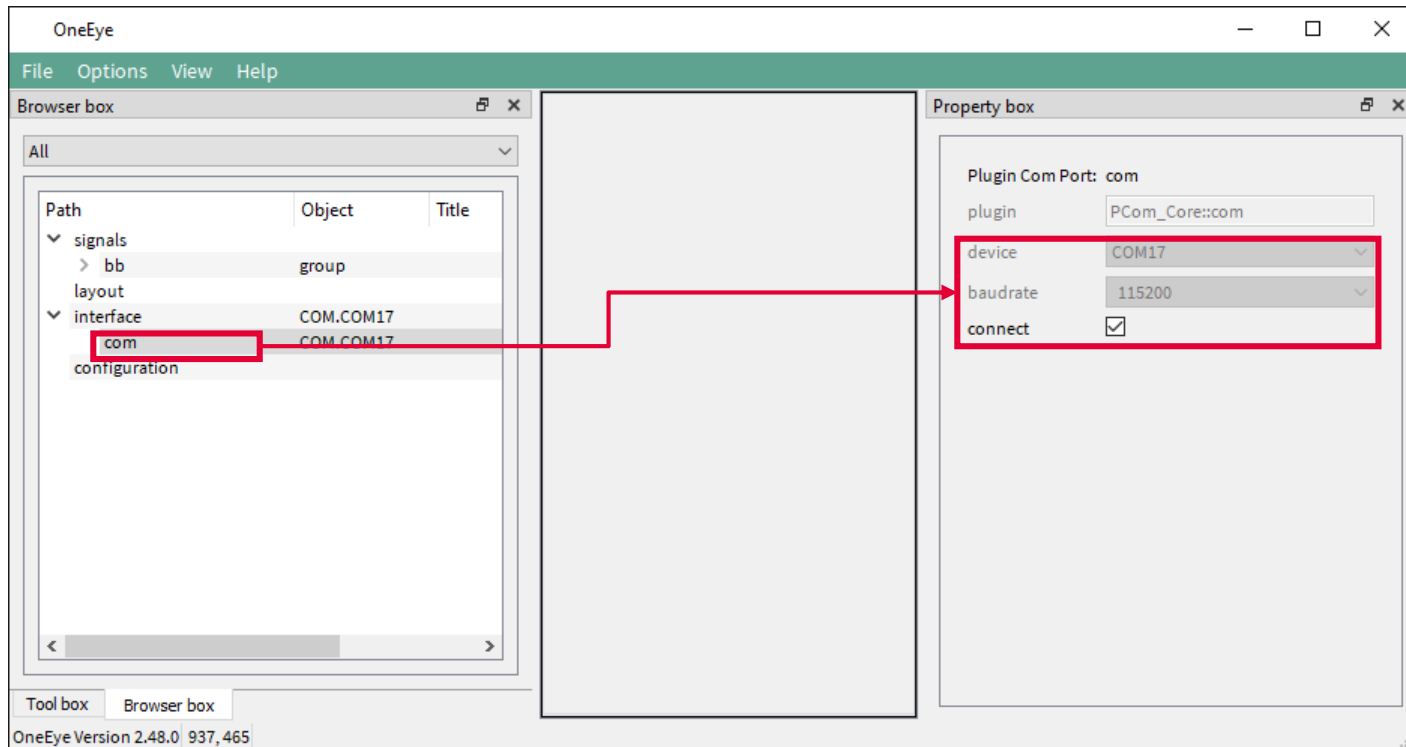 OneEye
File Options View Help
Browser box
All
Path Object Title
signals
bb group
layout
interface COM.COM17
com COM.COM17
configuration
Tool box Browser box
OneEye Version 2.48.0 937, 465
Property box
Plugin Com Port: com
plugin PCom_Core::com
device COM17
baudrate 115200
connect